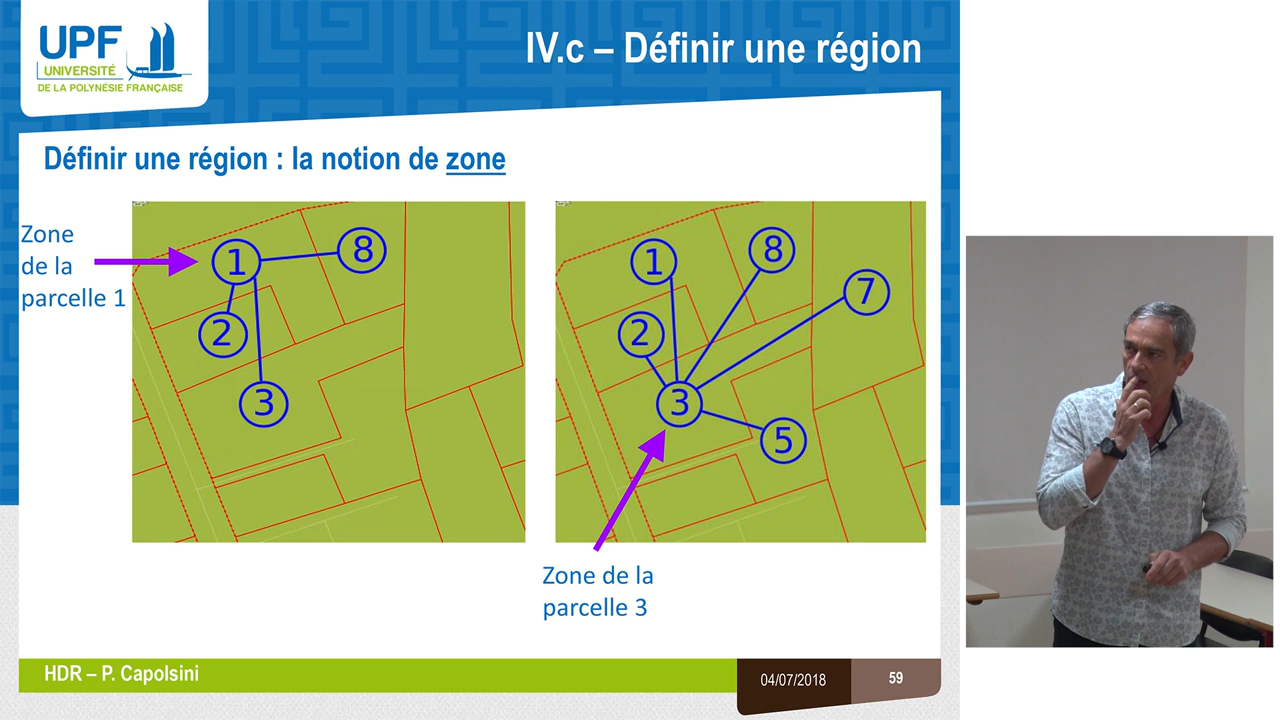 UPF
UNIVERSITÉ
DE LA POLYNÉSIE FRANÇAISE
IV.c – Définir une région
Définir une région : la notion de zone
Zone
de la
parcelle 1
1
8
2
3
1
8
7
2
3
5
Zone de la
parcelle 3
HDR – P. Capolsini
04/07/2018
59